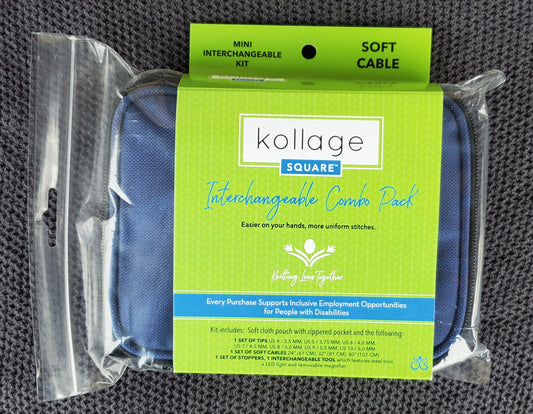 MINI
INTERCHANGEABLE
KIT
SOFT
CABLE
kollage
SQUARE™
Interchangeable Combo Pack
Easier on your hands, more uniform stitches.
Knitting Lives Together
Every Purchase Supports Inclusive Employment Opportunities
for People with Disabilities
Kit includes: Soft cloth pouch with zippered pocket and the following:
1 SET OF TIPS US 4 / 3.5 MM, US 5 / 3.75 MM, US 6 / 4.0 MM,
US 7 / 4.5 MM, US 8 / 5.0 MM, US 9 / 5.5 MM, US 10 / 6.0 MM
1 SET OF SOFT CABLES 24" (61 CM), 32" (81 CM), 40" (101 CM)
1 SET OF STOPPERS, 1 INTERCHANGEABLE TOOL which features steel tool,
a LED light and removable magnifier.